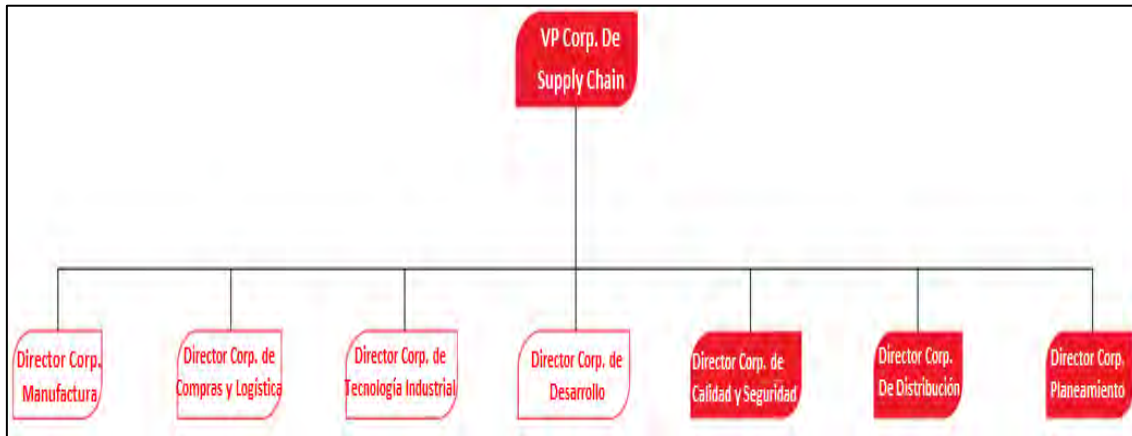 VP Corp. De
Supply Chain
Director Corp.
Manufactura
Director Corp. de
Compras y Logística
Director Corp. de
Tecnología Industrial
Director Corp. de
Desarrollo
Director Corp. de
Calidad y Seguridad
Director Corp.
De Distribución
Director Corp.
Planeamiento